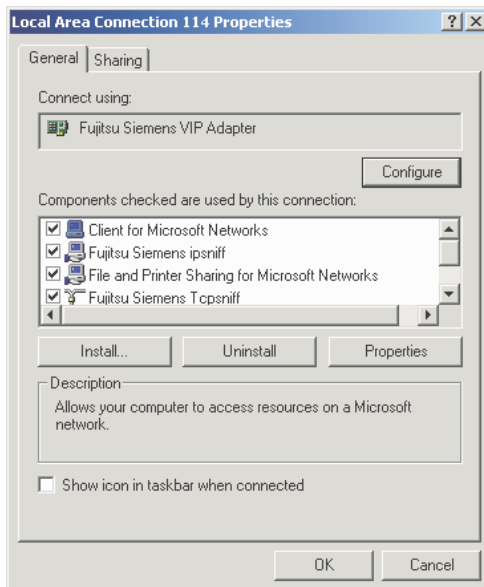 Local Area Connection 114 Properties
General Sharing
Connect using:
Fujitsu Siemens VIP Adapter
Configure
Components checked are used by this connection:
Client for Microsoft Networks
Fujitsu Siemens ipsniff
File and Printer Sharing for Microsoft Networks
Fujitsu Siemens Tcpsniff
Install... Uninstall Properties
Description
Allows your computer to access resources on a Microsoft
network.
Show icon in taskbar when connected
OK Cancel